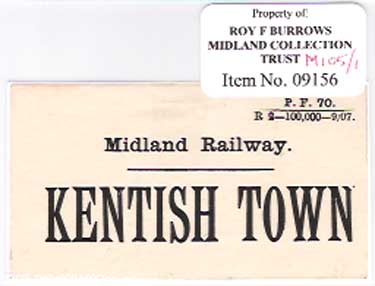 Property of:
ROY F BURROWS
MIDLAND COLLECTION
TRUST M105/1
Item No. 09156
P. F. 70.
R 2—100,000—9/07.
Midland Railway.
KENTISH TOWN